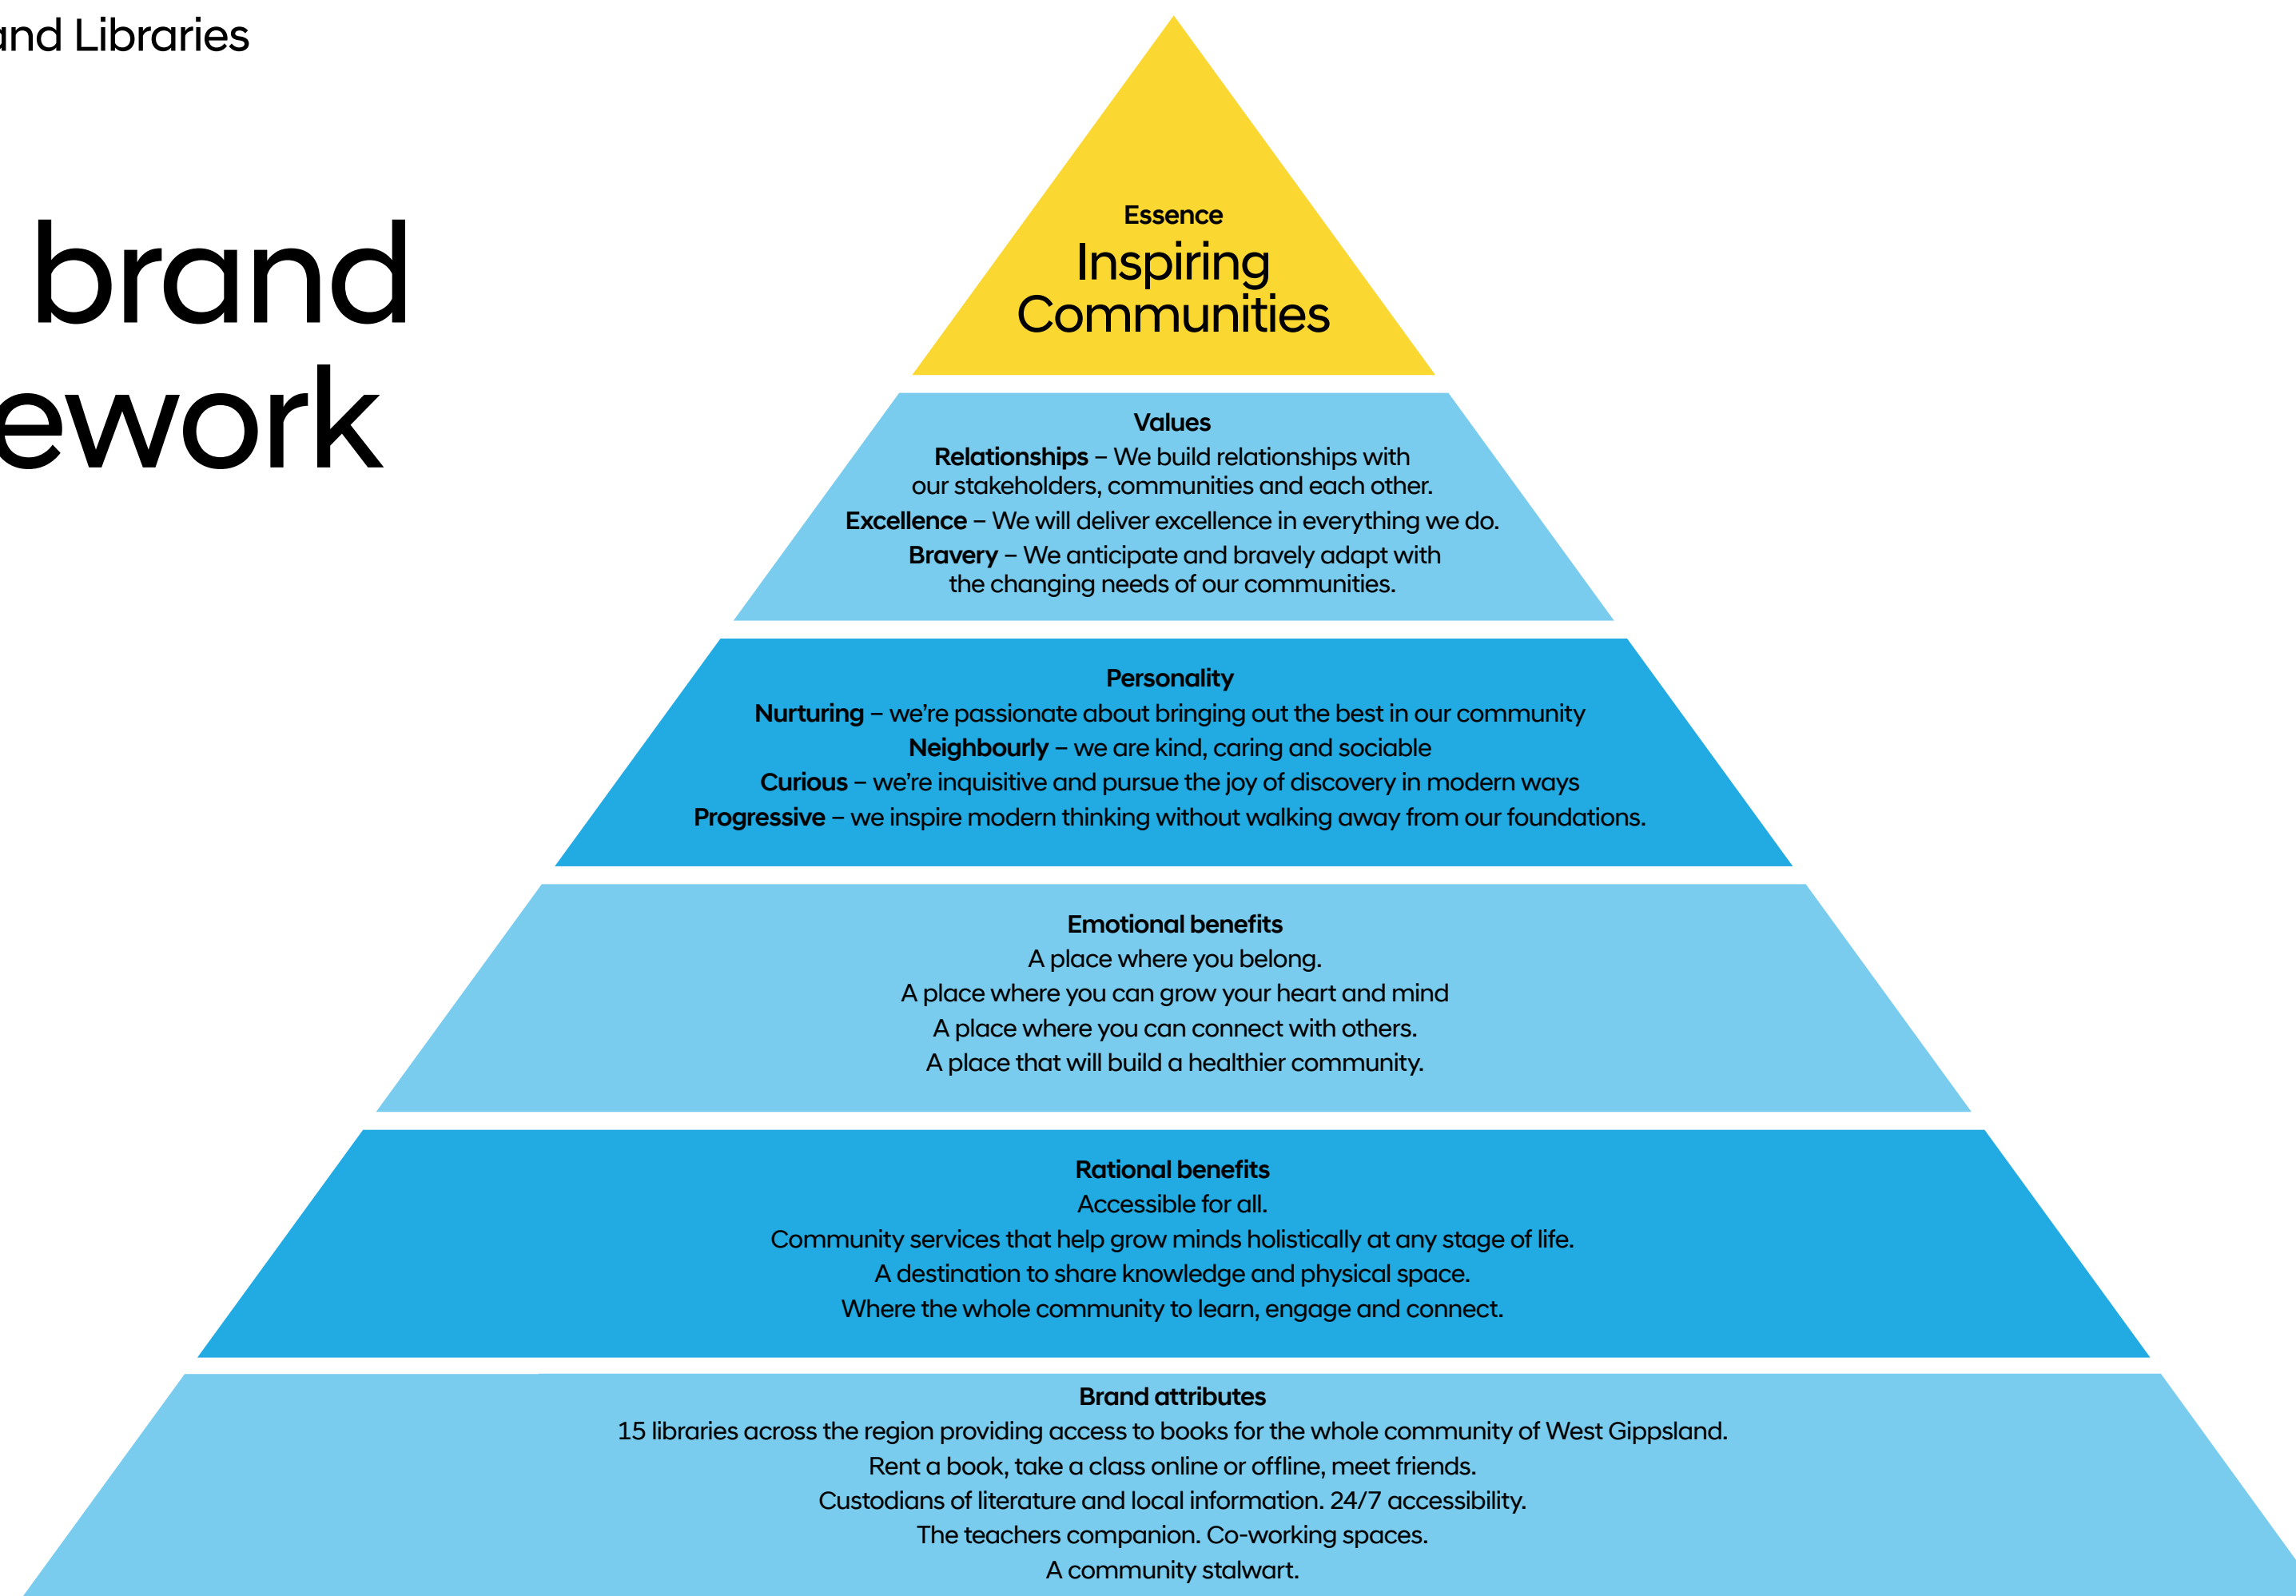 and Libraries
brand
ework
Essence
Inspiring
Communities
Values
Relationships – We build relationships with
our stakeholders, communities and each other.
Excellence – We will deliver excellence in everything we do.
Bravery – We anticipate and bravely adapt with
the changing needs of our communities.
Personality
Nurturing – we’re passionate about bringing out the best in our community
Neighbourly – we are kind, caring and sociable
Curious – we’re inquisitive and pursue the joy of discovery in modern ways
Progressive – we inspire modern thinking without walking away from our foundations.
Emotional benefits
A place where you belong.
A place where you can grow your heart and mind
A place where you can connect with others.
A place that will build a healthier community.
Rational benefits
Accessible for all.
Community services that help grow minds holistically at any stage of life.
A destination to share knowledge and physical space.
Where the whole community to learn, engage and connect.
Brand attributes
15 libraries across the region providing access to books for the whole community of West Gippsland.
Rent a book, take a class online or offline, meet friends.
Custodians of literature and local information. 24/7 accessibility.
The teachers companion. Co-working spaces.
A community stalwart.